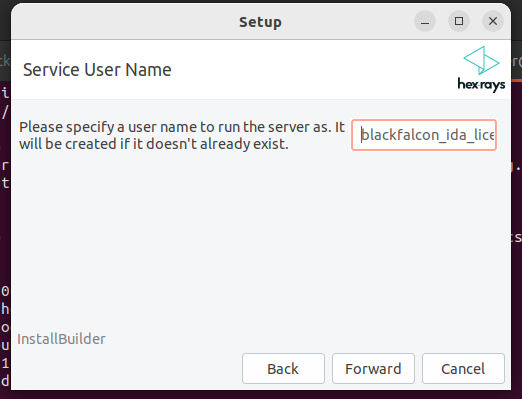 Setup
Service User Name
hex-rays
Please specify a user name to run the server as. It
will be created if it doesn't already exist.
blackfalcon_ida_lice
InstallBuilder
Back
Forward
Cancel